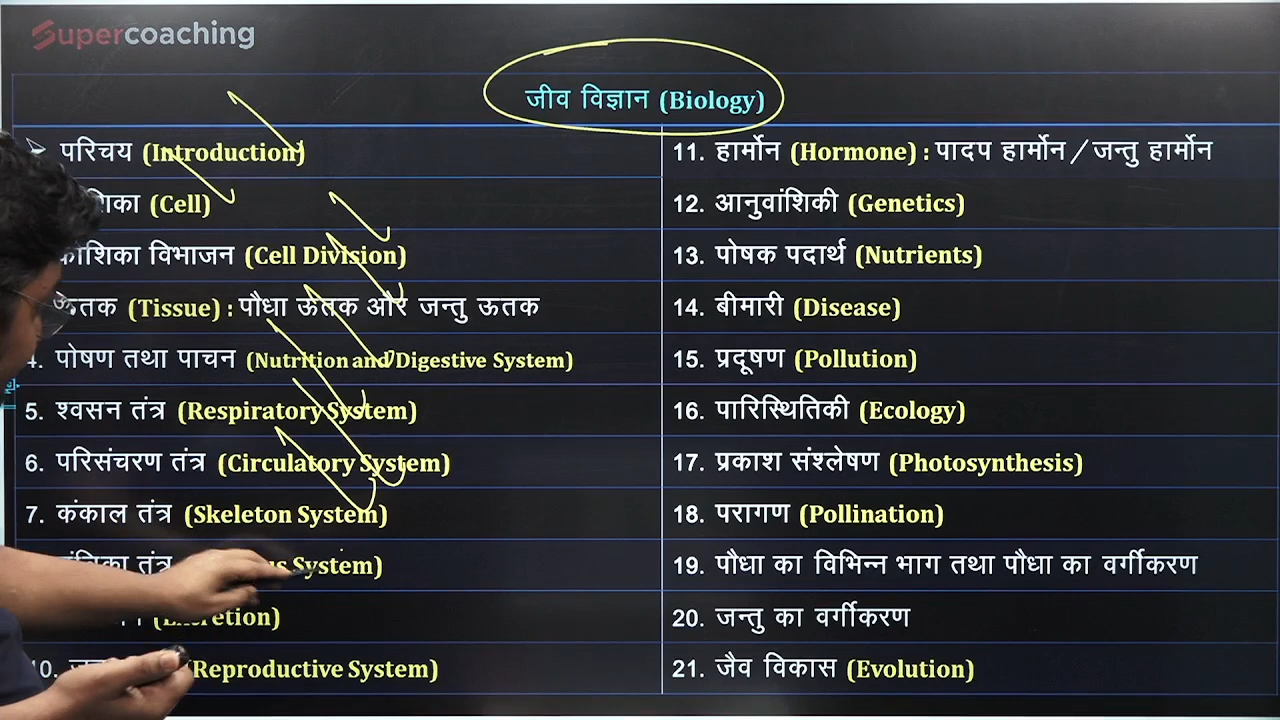 Supercoaching
जीव विज्ञान (Biology)
परिचय (Introduction)
(Cell)
कोशिका विभाजन (Cell Division)
ऊतक (Tissue) : पौधा ऊतक और जन्तु ऊतक
4. पोषण तथा पाचन (Nutrition and Digestive System)
5. श्वसन तंत्र (Respiratory System)
6. परिसंचरण तंत्र (Circulatory System)
7. कंकाल तंत्र (Skeleton System)
तंत्र System)
(Excretion)
10. (Reproductive System)
11. हार्मोन (Hormone) : पादप हार्मोन/जन्तु हार्मोन
12. आनुवांशिकी (Genetics)
13. पोषक पदार्थ (Nutrients)
14. बीमारी (Disease)
15. प्रदूषण (Pollution)
16. पारिस्थितिकी (Ecology)
17. प्रकाश संश्लेषण (Photosynthesis)
18. परागण (Pollination)
19. पौधा का विभिन्न भाग तथा पौधा का वर्गीकरण
20. जन्तु का वर्गीकरण
21. जैव विकास (Evolution)